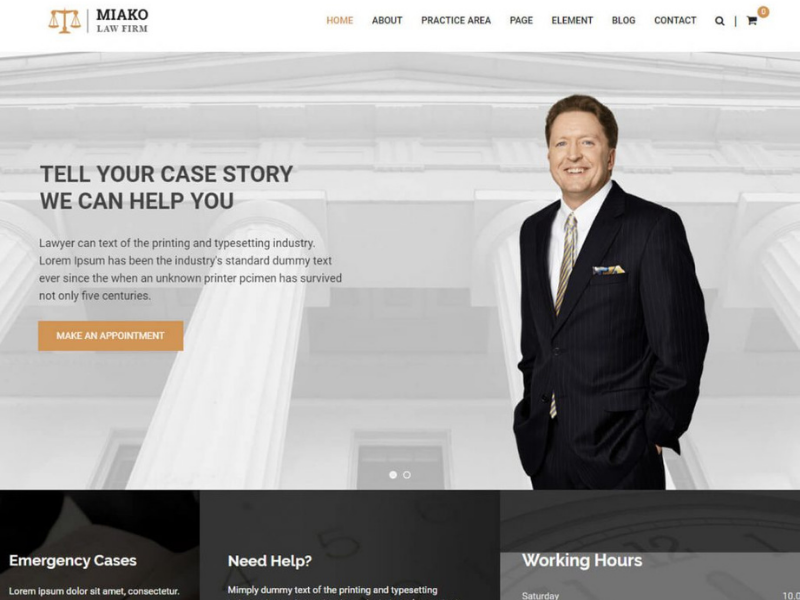 MIAKO
LAW FIRM
HOME ABOUT PRACTICE AREA PAGE ELEMENT BLOG CONTACT
0
TELL YOUR CASE STORY
WE CAN HELP YOU
Lawyer can text of the printing and typesetting industry.
Lorem Ipsum has been the industry's standard dummy text
ever since the when an unknown printer pcimen has survived
not only five centuries.
MAKE AN APPOINTMENT
Emergency Cases
Lorem ipsum dolor sit amet, consectetur.
Need Help?
Mimply dummy text of the printing and typesetting
Working Hours
Saturday 10.0